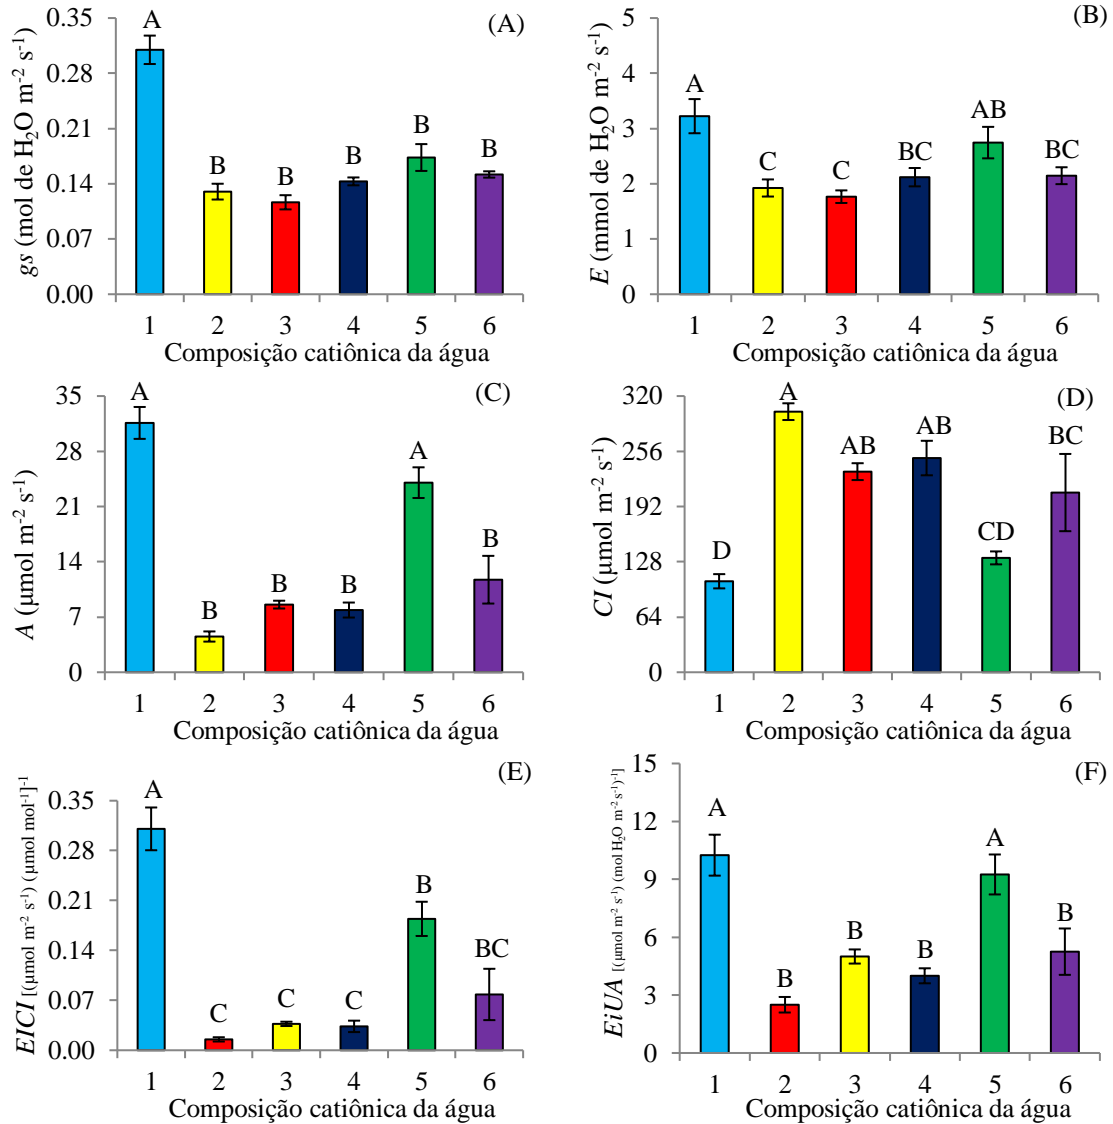 (A)
gs (mol de H₂O m⁻² s⁻¹)
0.35
0.28
0.21
0.14
0.07
0.00
A B B B B B
1 2 3 4 5 6
Composição catiônica da água
(B)
E (mmol de H₂O m⁻² s⁻¹)
5
4
3
2
1
0
A C C BC AB BC
1 2 3 4 5 6
Composição catiônica da água
(C)
A (µmol m⁻² s⁻¹)
35
28
21
14
7
0
A B B B A B
1 2 3 4 5 6
Composição catiônica da água
(D)
CI (µmol m⁻² s⁻¹)
320
256
192
128
64
0
D A AB AB CD BC
1 2 3 4 5 6
Composição catiônica da água
(E)
EICI [(µmol m⁻² s⁻¹) (µmol mol⁻¹]⁻¹
0.35
0.28
0.21
0.14
0.07
0.00
A C C C B BC
1 2 3 4 5 6
Composição catiônica da água
(F)
EiUA [(µmol m⁻² s⁻¹) (mol H₂O m⁻² s⁻¹)⁻¹]
15
12
9
6
3
0
A B B B A B
1 2 3 4 5 6
Composição catiônica da água